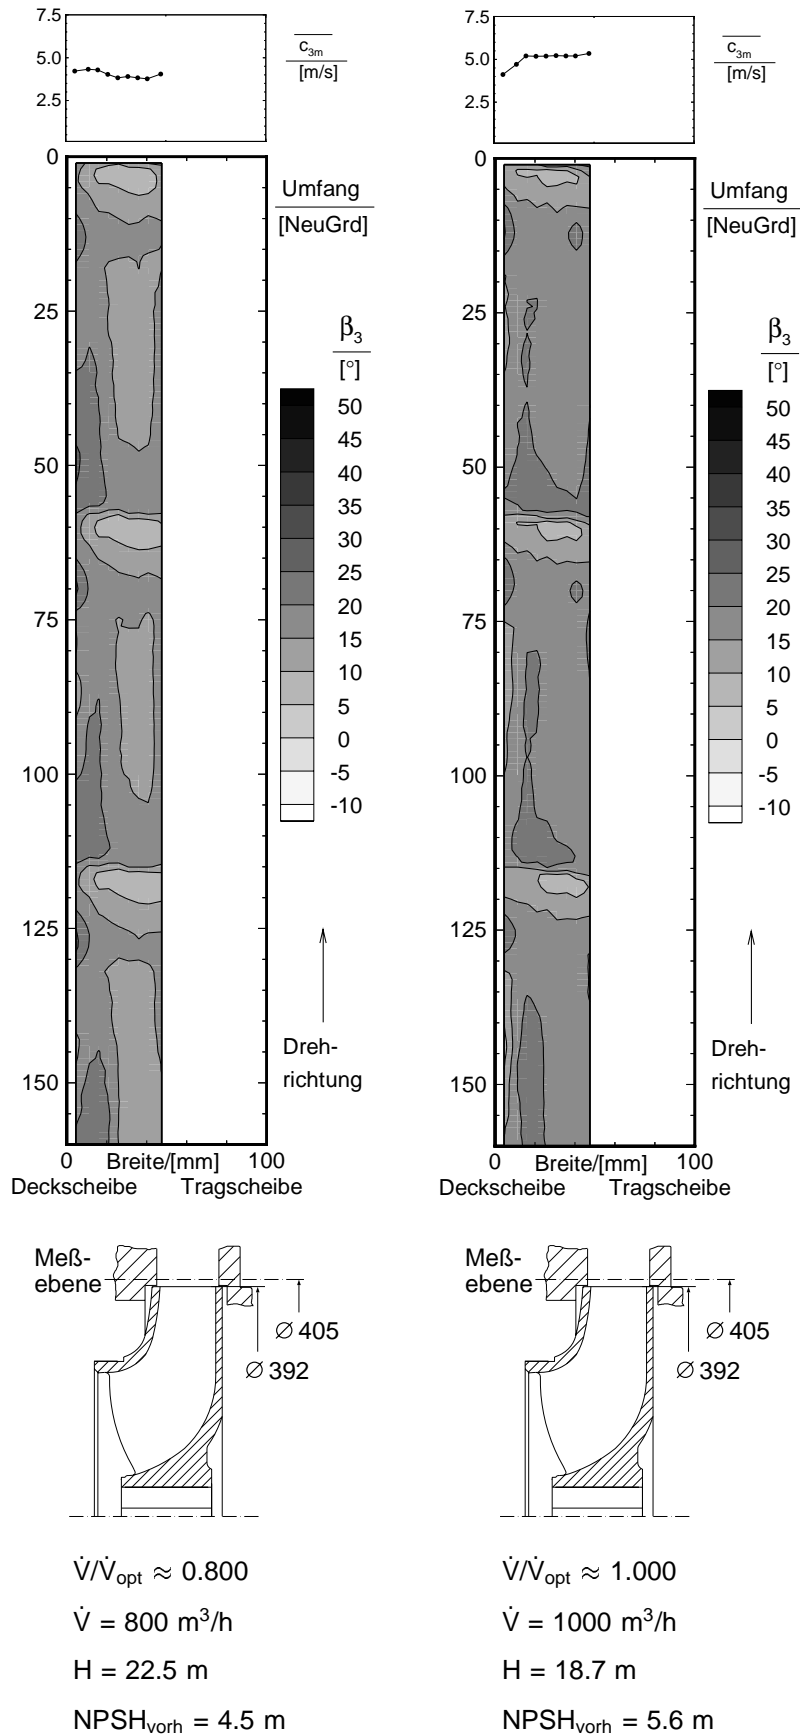 7.5
5.0
2.5
c3m
[m/s]
0
25
50
75
100
125
150
Umfang
[NeuGrd]
β3
[°]
50
45
40
35
30
25
20
15
10
5
0
-5
-10
Dreh-
richtung
0 Breite/[mm] 100
Deckscheibe Tragscheibe
Meß-
ebene
∅ 405
∅ 392
V̇/V̇opt ≈ 0.800
V̇ = 800 m³/h
H = 22.5 m
NPSHvorh = 4.5 m
7.5
5.0
2.5
c3m
[m/s]
0
25
50
75
100
125
150
Umfang
[NeuGrd]
β3
[°]
50
45
40
35
30
25
20
15
10
5
0
-5
-10
Dreh-
richtung
0 Breite/[mm] 100
Deckscheibe Tragscheibe
Meß-
ebene
∅ 405
∅ 392
V̇/V̇opt ≈ 1.000
V̇ = 1000 m³/h
H = 18.7 m
NPSHvorh = 5.6 m